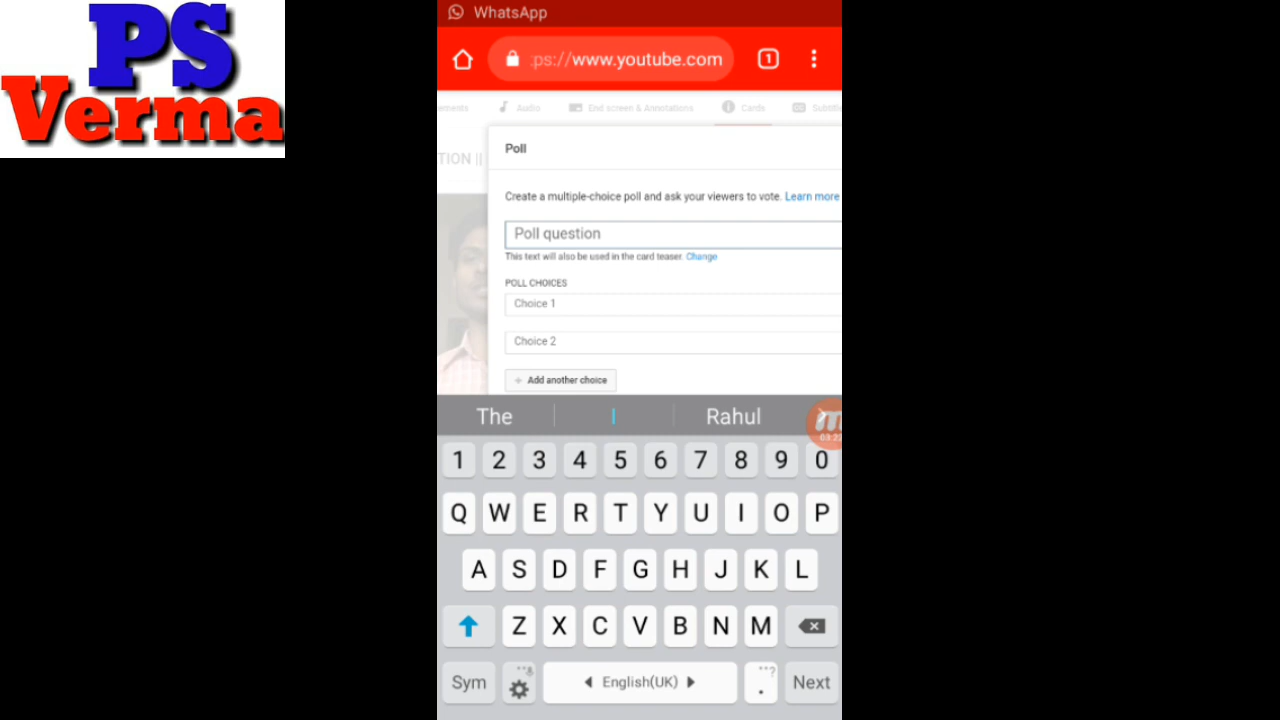 PS
Verma
WhatsApp
:ps://www.youtube.com
1
ements
Audio
End screen & Annotations
Cards
TION ||
Poll
Create a multiple-choice poll and ask your viewers to vote. Learn more
Poll question
This text will also be used in the card teaser. Change
POLL CHOICES
Choice 1
Choice 2
+ Add another choice
The
I
Rahul
1 2 3 4 5 6 7 8 9 0
Q W E R T Y U I O P
A S D F G H J K L
Z X C V B N M
Sym
English(UK)
. 
Next